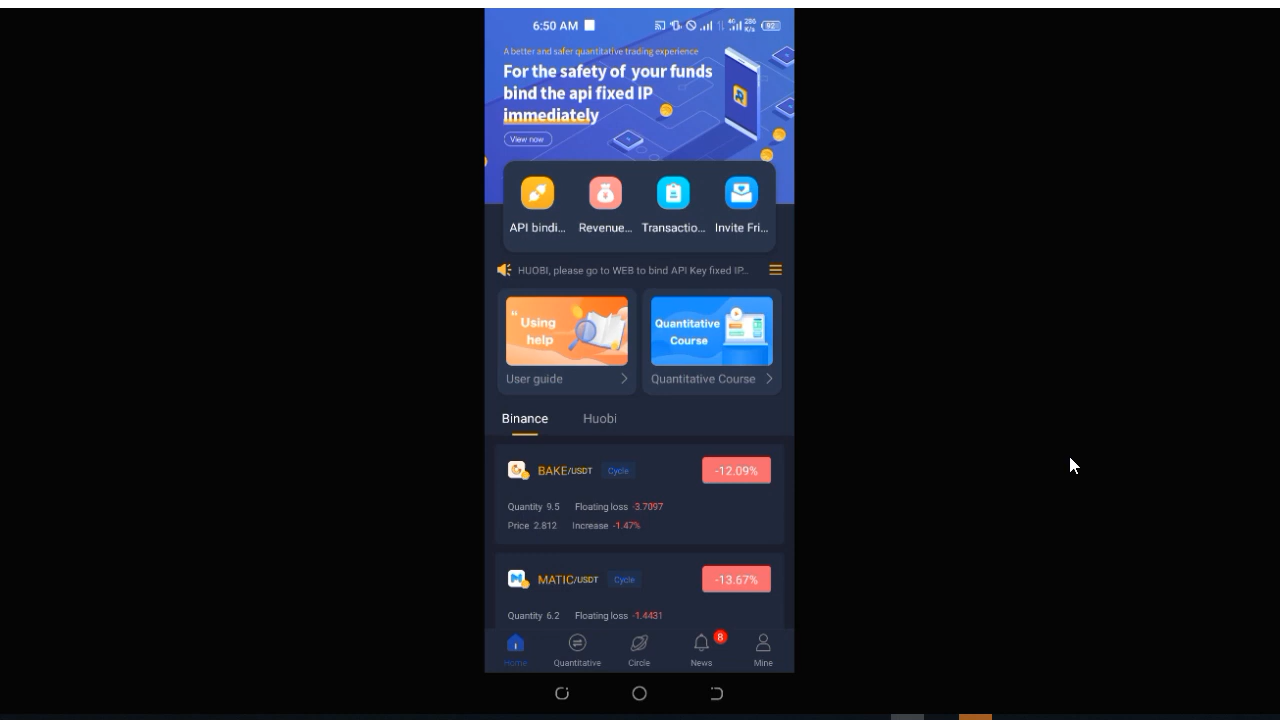 6:50 AM
4G 286 K/s 92
A better and safer quantitative trading experience
For the safety of your funds
bind the api fixed IP
immediately
View now
API bindi... Revenue... Transactio... Invite Fri...
HUOBI, please go to WEB to bind API Key fixed IP...
Using
help
Quantitative
Course
User guide
Quantitative Course
Binance Huobi
BAKE/USDT Cycle -12.09%
Quantity 9.5 Floating loss -3.7097
Price 2.812 Increase -1.47%
MATIC/USDT Cycle -13.67%
Quantity 6.2 Floating loss -1.4431
8
Home Quantitative Circle News Mine